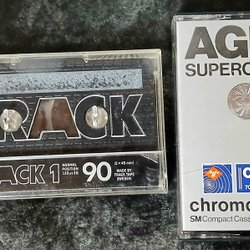 RACK
ACK 1
NORMAL
POSITION
120 µs EQ
90
(2 × 45 min)
MADE BY
TRACK TAPE
SWEDEN
AG
SUPERC
chromd
SM Compact Cass